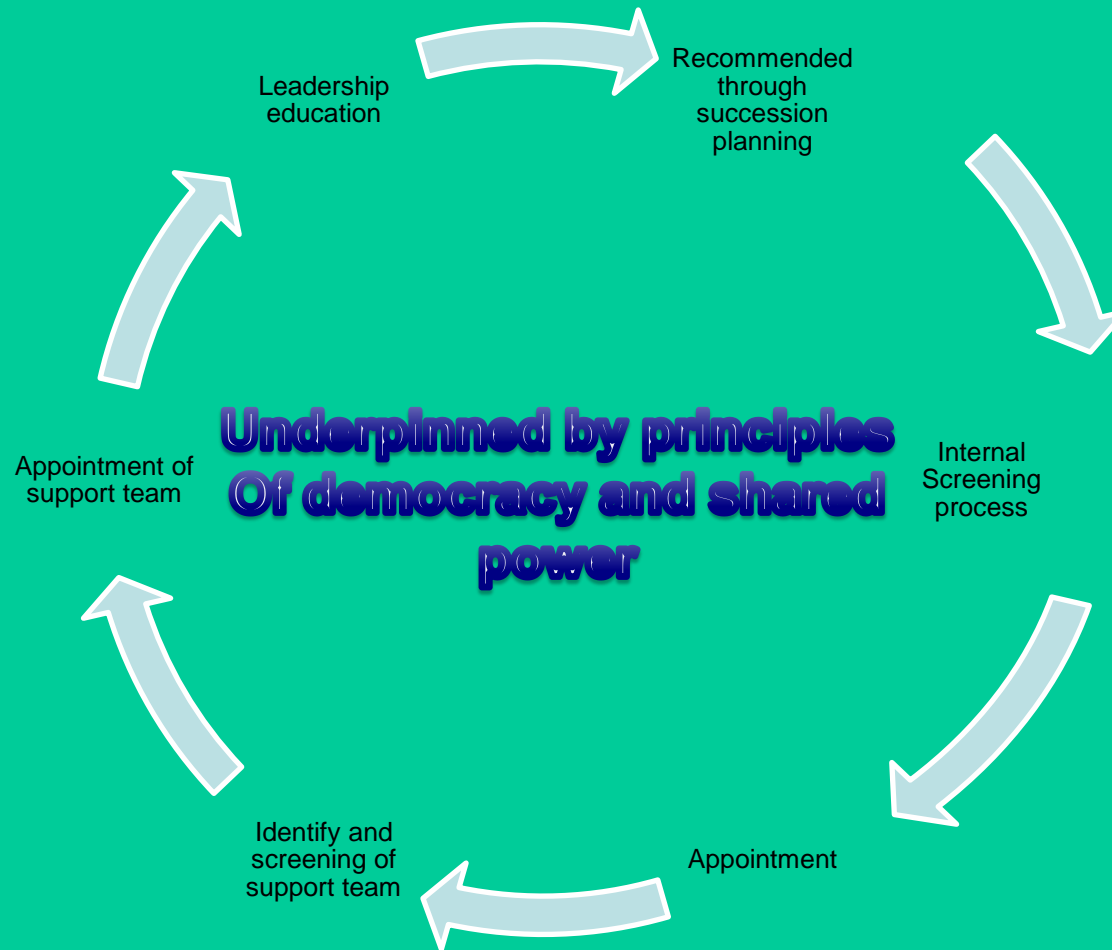 Leadership
education
Recommended
through
succession
planning
Internal
Screening
process
Appointment
Identify and
screening of
support team
Appointment of
support team
Underpinned by principles
Of democracy and shared
power